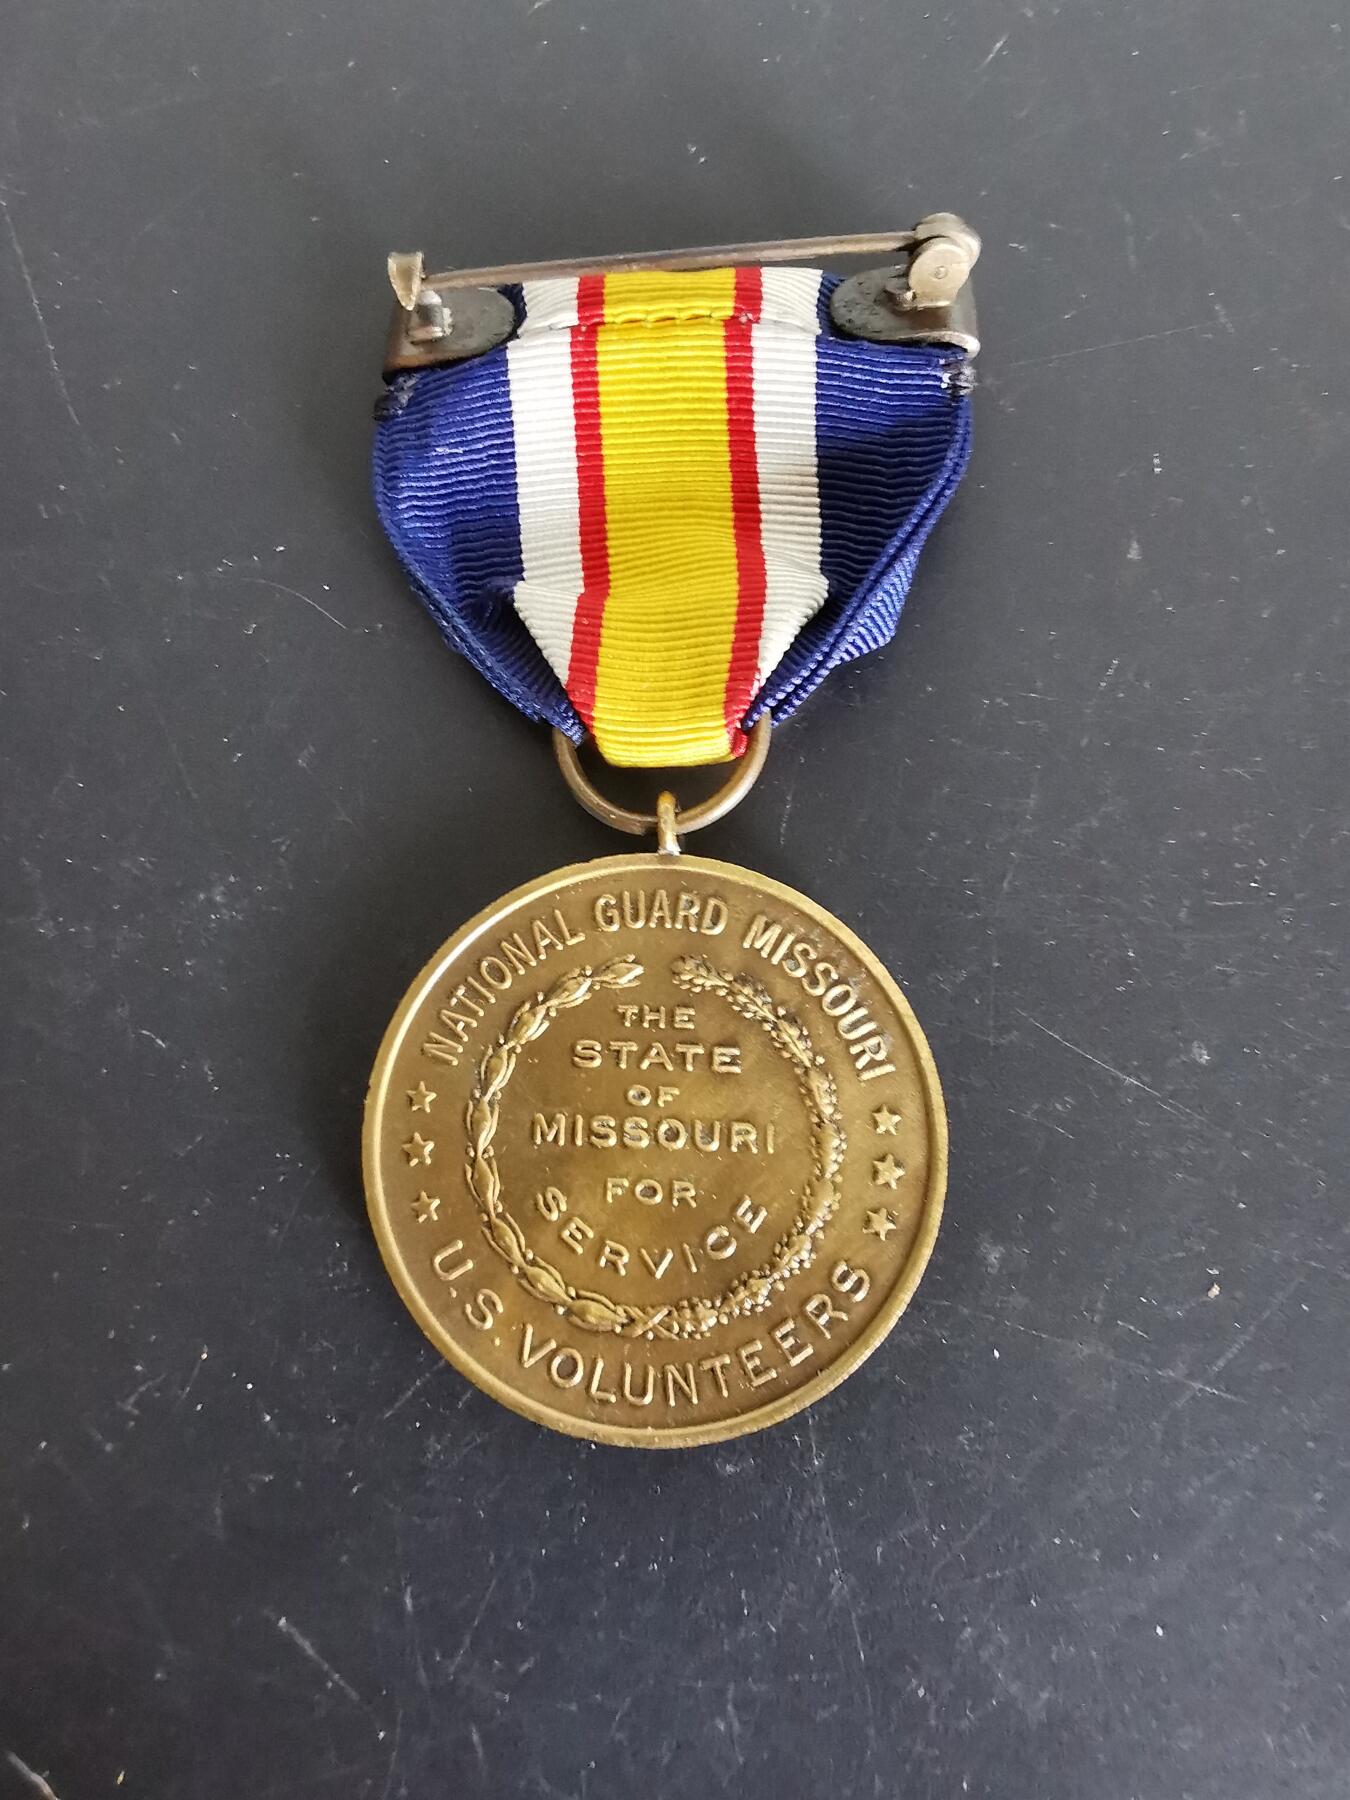 NATIONAL GUARD MISSOURI
THE
STATE
OF
MISSOURI
FOR
SERVICE
U.S. VOLUNTEERS